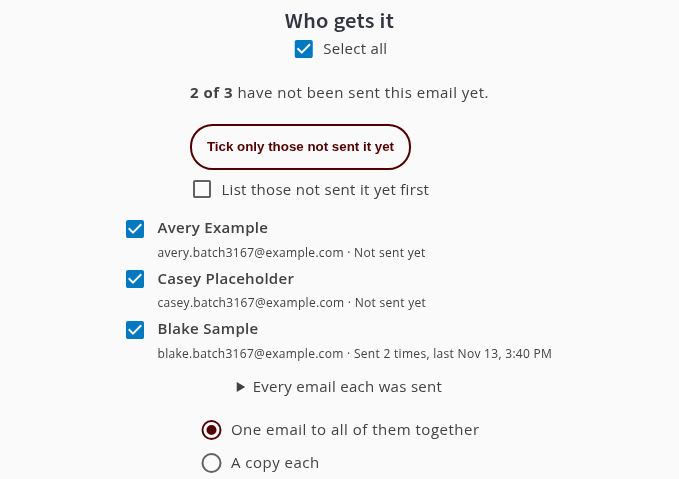 Who gets it
Select all
2 of 3 have not been sent this email yet.
Tick only those not sent it yet
List those not sent it yet first
Avery Example
avery.batch3167@example.com · Not sent yet
Casey Placeholder
casey.batch3167@example.com · Not sent yet
Blake Sample
blake.batch3167@example.com · Sent 2 times, last Nov 13, 3:40 PM
Every email each was sent
One email to all of them together
A copy each